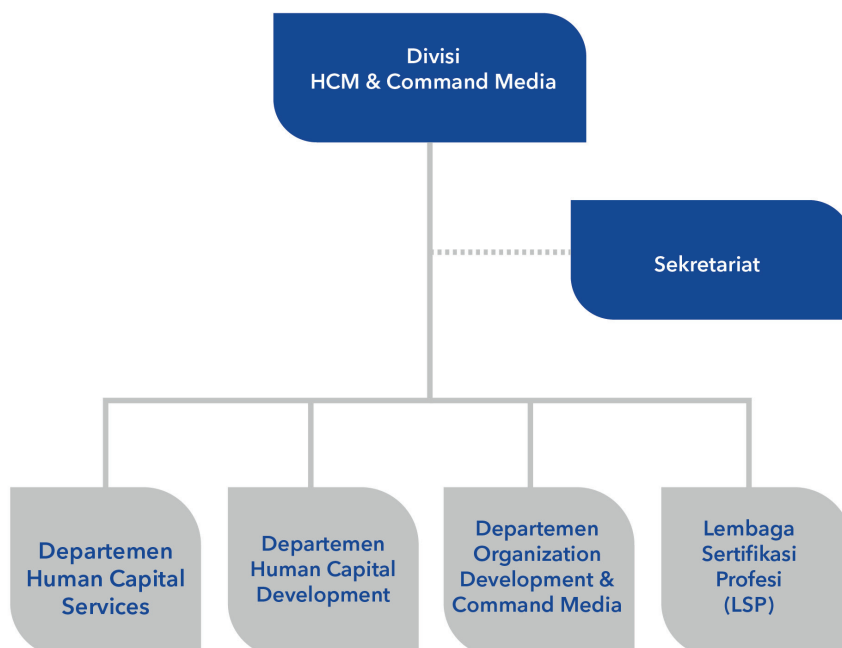 Divisi
HCM & Command Media
Sekretariat
Departemen
Human Capital
Services
Departemen
Human Capital
Development
Departemen
Organization
Development &
Command Media
Lembaga
Sertifikasi
Profesi
(LSP)